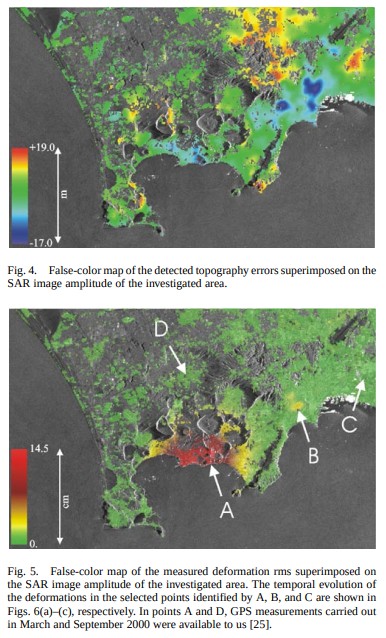 +19.0
m
-17.0
Fig. 4. False-color map of the detected topography errors superimposed on the
SAR image amplitude of the investigated area.
D
14.5
cm
0.
A
B
C
Fig. 5. False-color map of the measured deformation rms superimposed on
the SAR image amplitude of the investigated area. The temporal evolution of
the deformations in the selected points identified by A, B, and C are shown in
Figs. 6(a)–(c), respectively. In points A and D, GPS measurements carried out
in March and September 2000 were available to us [25].